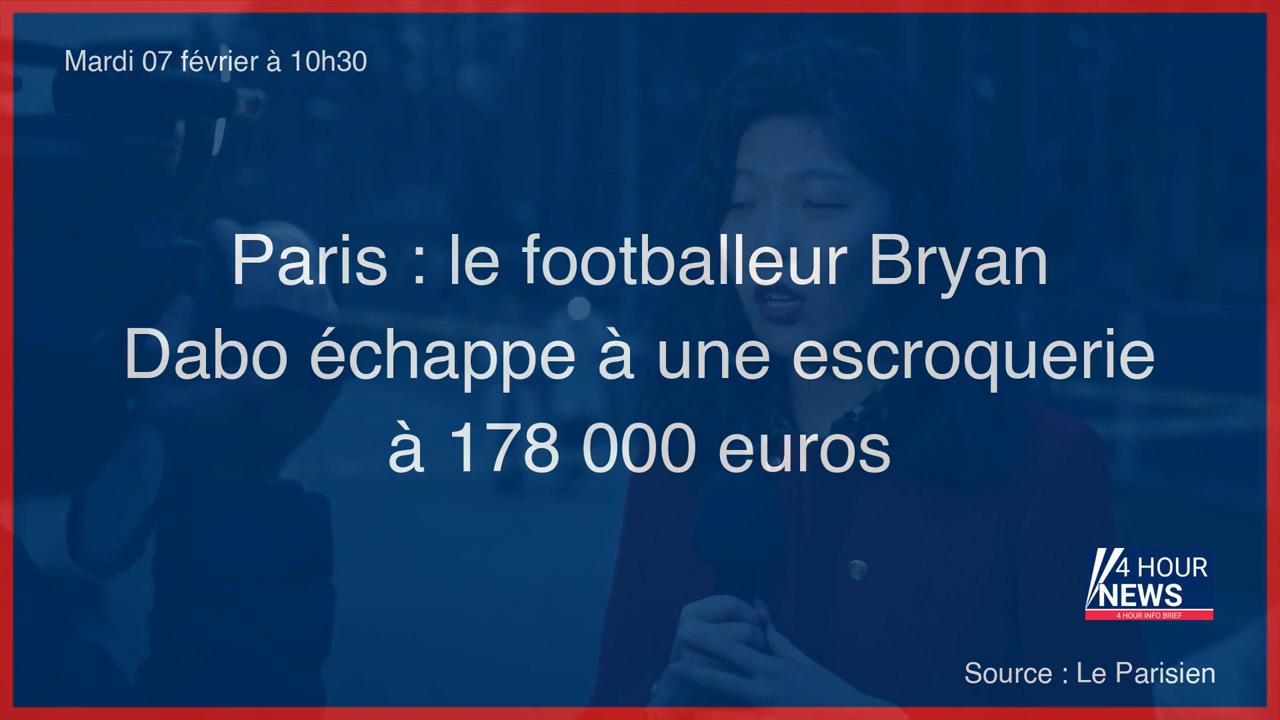 Mardi 07 février à 10h30
Paris : le footballeur Bryan
Dabo échappe à une escroquerie
à 178 000 euros
4 HOUR
NEWS
4 HOUR INFO BRIEF
Source : Le Parisien